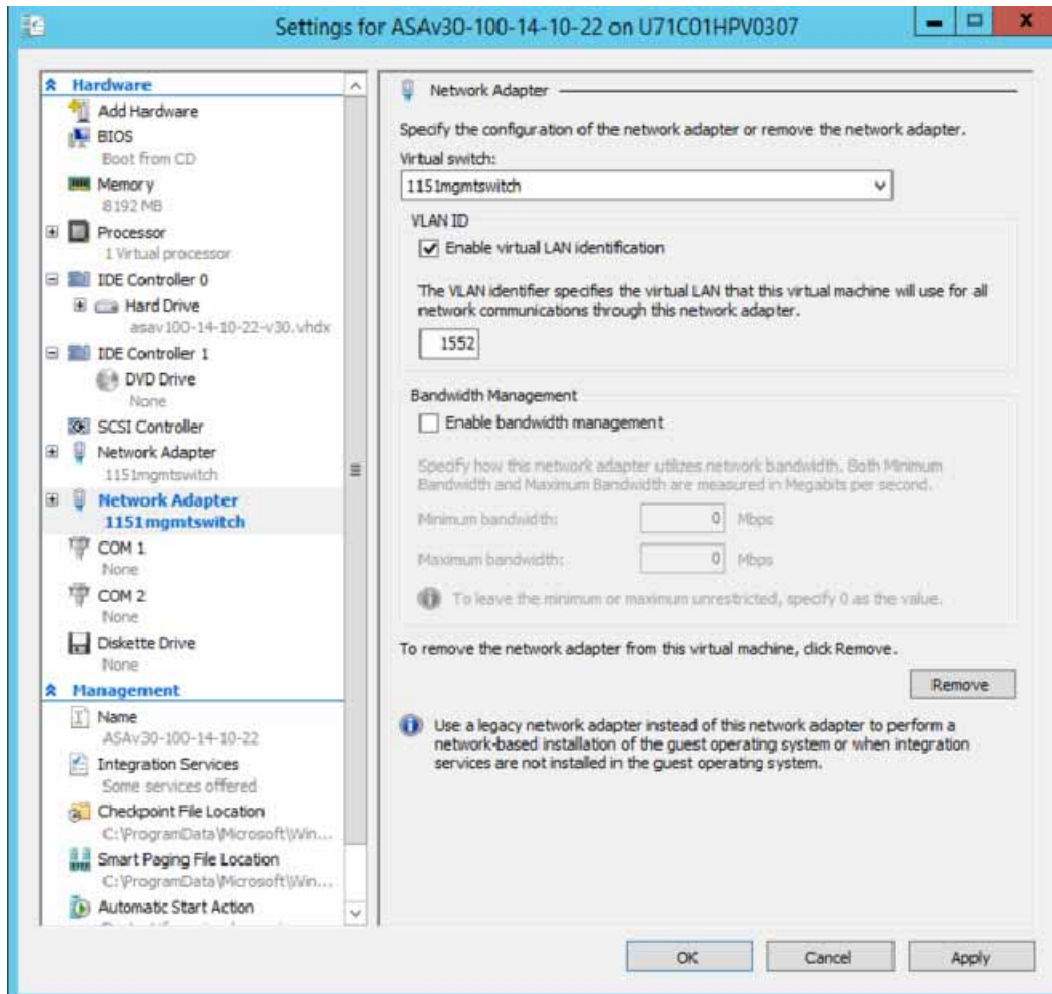 Settings for ASAv30-100-14-10-22 on U71C01HPV0307
Hardware
Add Hardware
BIOS
Boot from CD
Memory
8192 MB
Processor
1 Virtual processor
IDE Controller 0
Hard Drive
asav100-14-10-22-v30.vhdx
IDE Controller 1
DVD Drive
None
SCSI Controller
Network Adapter
1151mgmtswitch
Network Adapter
1151mgmtswitch
COM 1
None
COM 2
None
Diskette Drive
None
Management
Name
ASAv30-100-14-10-22
Integration Services
Some services offered
Checkpoint File Location
C:\ProgramData\Microsoft\Win...
Smart Paging File Location
C:\ProgramData\Microsoft\Win...
Automatic Start Action
Network Adapter
Specify the configuration of the network adapter or remove the network adapter.
Virtual switch:
1151mgmtswitch
VLAN ID
Enable virtual LAN identification
The VLAN identifier specifies the virtual LAN that this virtual machine will use for all
network communications through this network adapter.
1552
Bandwidth Management
Enable bandwidth management
Specify how this network adapter utilizes network bandwidth. Both Minimum
Bandwidth and Maximum Bandwidth are measured in Megabits per second.
Minimum bandwidth: 0 Mbps
Maximum bandwidth: 0 Mbps
To leave the minimum or maximum unrestricted, specify 0 as the value.
To remove the network adapter from this virtual machine, click Remove.
Remove
Use a legacy network adapter instead of this network adapter to perform a
network-based installation of the guest operating system or when integration
services are not installed in the guest operating system.
OK Cancel Apply